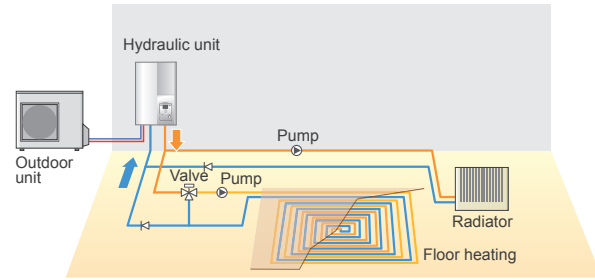 Hydraulic unit
Outdoor
unit
Pump
Valve
Pump
Radiator
Floor heating